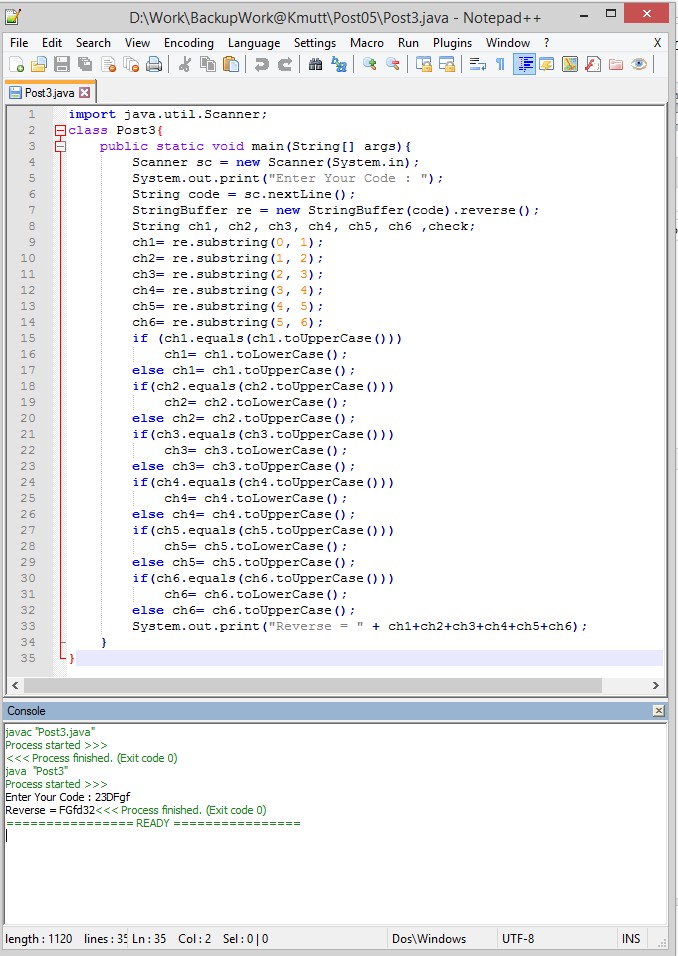 D:\Work\BackupWork@Kmutt\Post05\Post3.java - Notepad++
File Edit Search View Encoding Language Settings Macro Run Plugins Window ? X
Post3.java
1 import java.util.Scanner;
2 class Post3{
3 public static void main(String[] args){
4 Scanner sc = new Scanner(System.in);
5 System.out.print("Enter Your Code : ");
6 String code = sc.nextLine();
7 StringBuffer re = new StringBuffer(code).reverse();
8 String ch1, ch2, ch3, ch4, ch5, ch6 ,check;
9 ch1= re.substring(0, 1);
10 ch2= re.substring(1, 2);
11 ch3= re.substring(2, 3);
12 ch4= re.substring(3, 4);
13 ch5= re.substring(4, 5);
14 ch6= re.substring(5, 6);
15 if (ch1.equals(ch1.toUpperCase()))
16 ch1= ch1.toLowerCase();
17 else ch1= ch1.toUpperCase();
18 if(ch2.equals(ch2.toUpperCase()))
19 ch2= ch2.toLowerCase();
20 else ch2= ch2.toUpperCase();
21 if(ch3.equals(ch3.toUpperCase()))
22 ch3= ch3.toLowerCase();
23 else ch3= ch3.toUpperCase();
24 if(ch4.equals(ch4.toUpperCase()))
25 ch4= ch4.toLowerCase();
26 else ch4= ch4.toUpperCase();
27 if(ch5.equals(ch5.toUpperCase()))
28 ch5= ch5.toLowerCase();
29 else ch5= ch5.toUpperCase();
30 if(ch6.equals(ch6.toUpperCase()))
31 ch6= ch6.toLowerCase();
32 else ch6= ch6.toUpperCase();
33 System.out.print("Reverse = " + ch1+ch2+ch3+ch4+ch5+ch6);
34 }
35 }
Console
javac "Post3.java"
Process started >>>
<<< Process finished. (Exit code 0)
java "Post3"
Process started >>>
Enter Your Code : 23DFgf
Reverse = FGfd32<<< Process finished. (Exit code 0)
================ READY ================
length : 1120 lines : 35 Ln : 35 Col : 2 Sel : 0 | 0 Dos\Windows UTF-8 INS